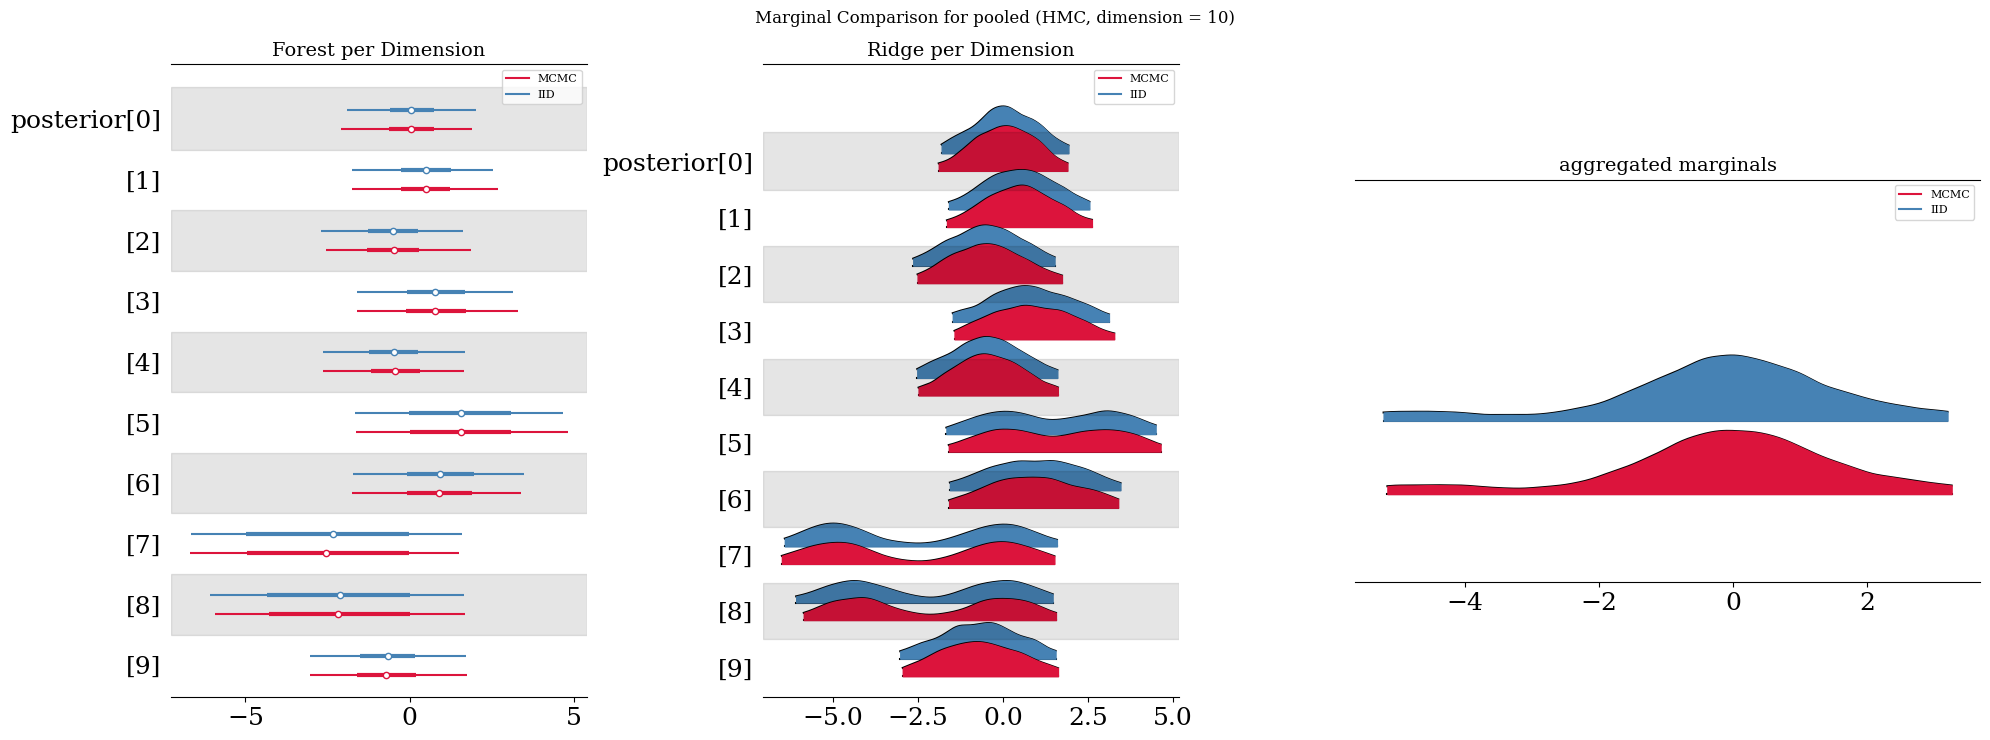 Marginal Comparison for pooled (HMC, dimension = 10)
Forest per Dimension
MCMC
IID
posterior[0]
[1]
[2]
[3]
[4]
[5]
[6]
[7]
[8]
[9]
−5 0 5
Ridge per Dimension
MCMC
IID
posterior[0]
[1]
[2]
[3]
[4]
[5]
[6]
[7]
[8]
[9]
−5.0 −2.5 0.0 2.5 5.0
aggregated marginals
MCMC
IID
−4 −2 0 2